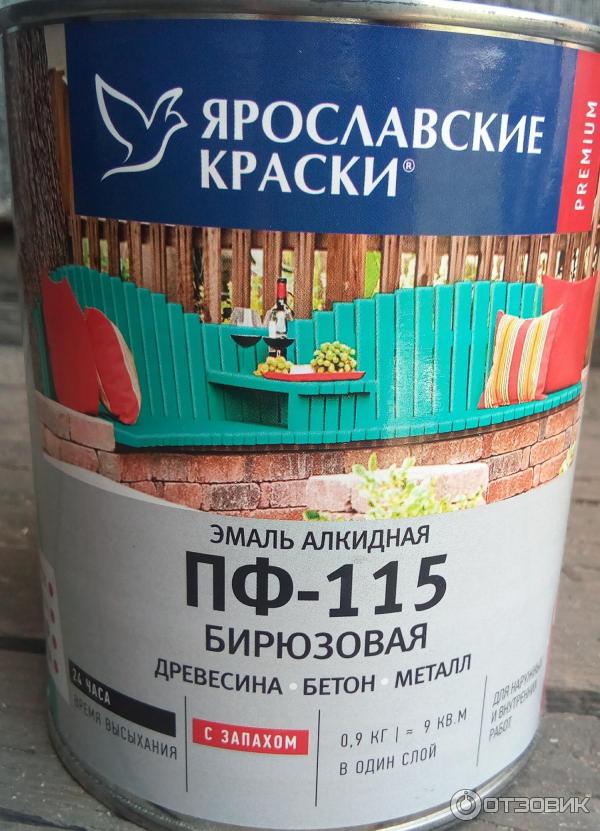 ЯРОСЛАВСКИЕ
КРАСКИ®
PREMIUM
ЭМАЛЬ АЛКИДНАЯ
ПФ-115
БИРЮЗОВАЯ
ДРЕВЕСИНА · БЕТОН · МЕТАЛЛ
24 ЧАСА
ВРЕМЯ ВЫСЫХАНИЯ
С ЗАПАХОМ
0,9 КГ | ≈ 9 КВ.М
В ОДИН СЛОЙ
ДЛЯ НАРУЖНЫХ
И ВНУТРЕННИХ
РАБОТ
ОТЗОВИК